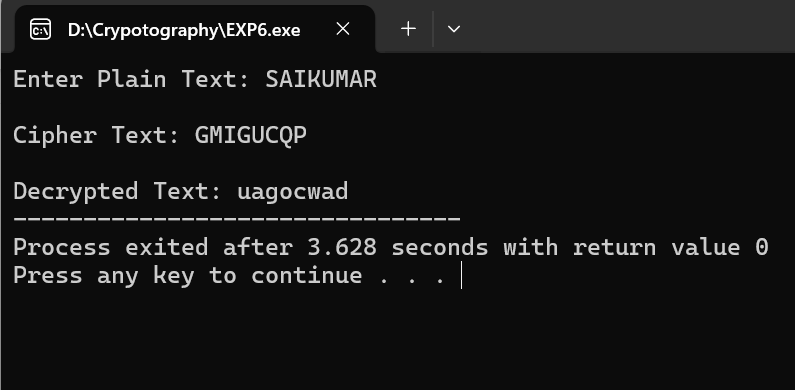 D:\Crypotography\EXP6.exe
Enter Plain Text: SAIKUMAR
Cipher Text: GMIGUCQP
Decrypted Text: uagocwad
--------------------------------
Process exited after 3.628 seconds with return value 0
Press any key to continue . . .